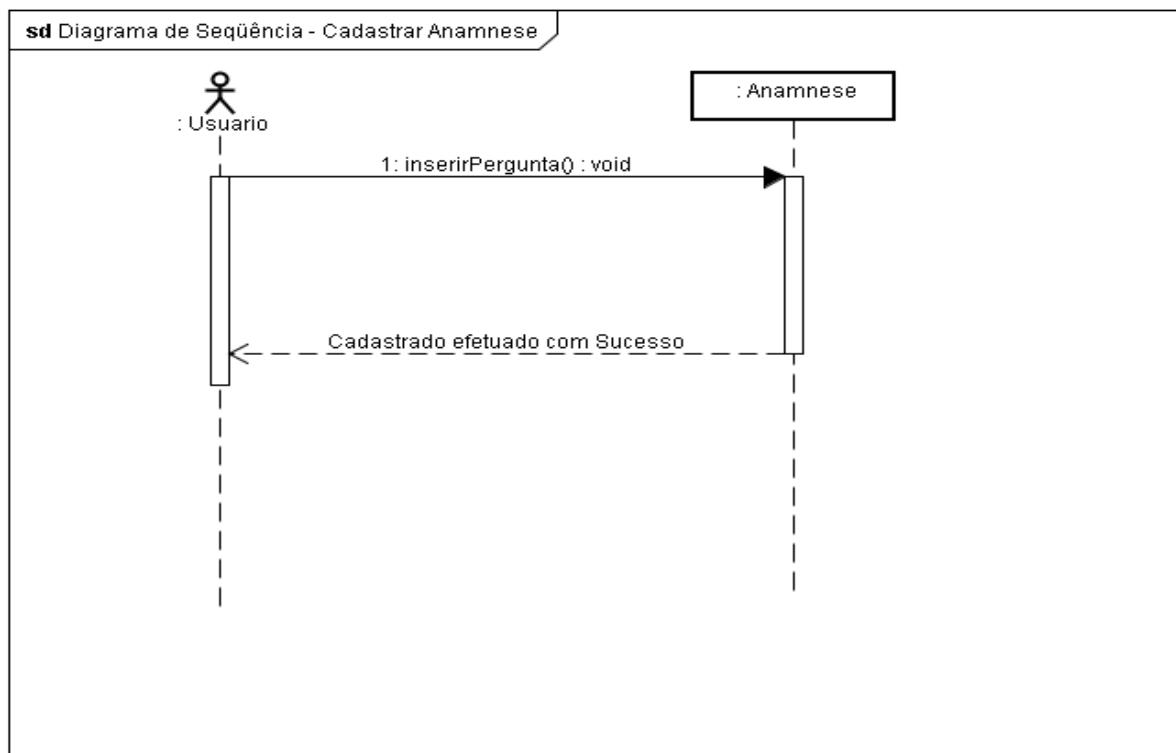 sd Diagrama de Seqüência - Cadastrar Anamnese
: Usuario
: Anamnese
1: inserirPergunta() : void
Cadastrado efetuado com Sucesso